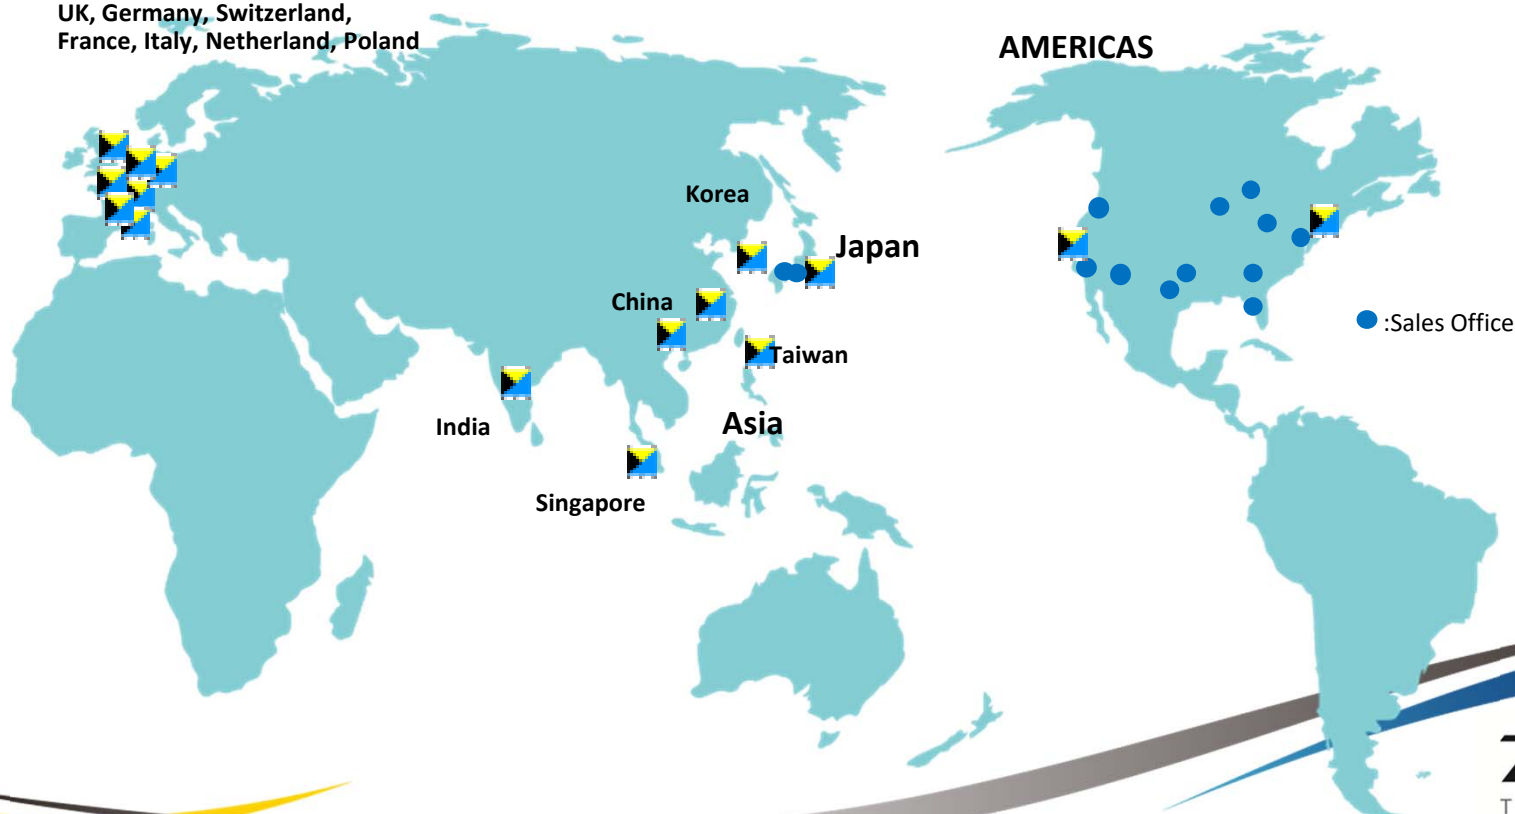 UK, Germany, Switzerland,
France, Italy, Netherland, Poland
AMERICAS
Korea
Japan
China
:Sales Office
Taiwan
Asia
India
Singapore